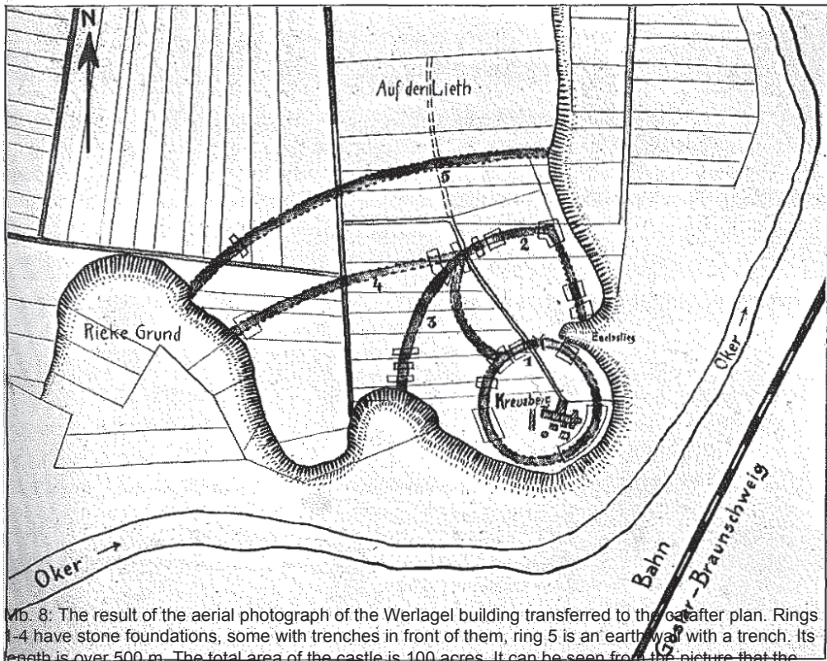 N
Auf der Lieth
5
2
4
3
Rieke Grund
1
Kreuzberg
Oker
Oker
Bahn
Goslar-Braunschweig
Mb. 8: The result of the aerial photograph of the Werlagel building transferred to the after plan. Rings
1-4 have stone foundations, some with trenches in front of them, ring 5 is an earth wall with a trench. Its
length is over 500 m. The total area of the castle is 100 acres. It can be seen from the picture that the